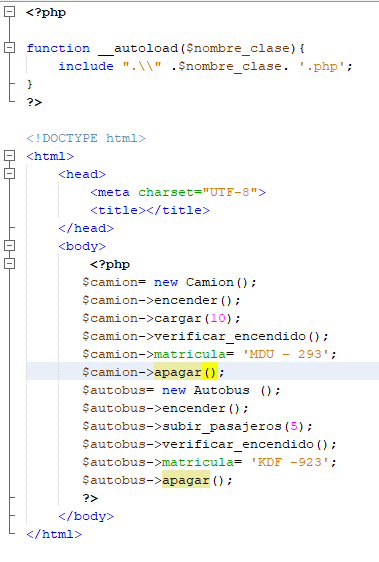 <?php
function __autoload($nombre_clase){
include ".\\" .$nombre_clase. '.php';
}
?>
<!DOCTYPE html>
<html>
<head>
<meta charset="UTF-8">
<title></title>
</head>
<body>
<?php
$camion= new Camion();
$camion->encender();
$camion->cargar(10);
$camion->verificar_encendido();
$camion->matricula= 'MDU - 293';
$camion->apagar();
$autobus= new Autobus ();
$autobus->encender();
$autobus->subir_pasajeros(5);
$autobus->verificar_encendido();
$autobus->matricula= 'KDF -923';
$autobus->apagar();
?>
</body>
</html>